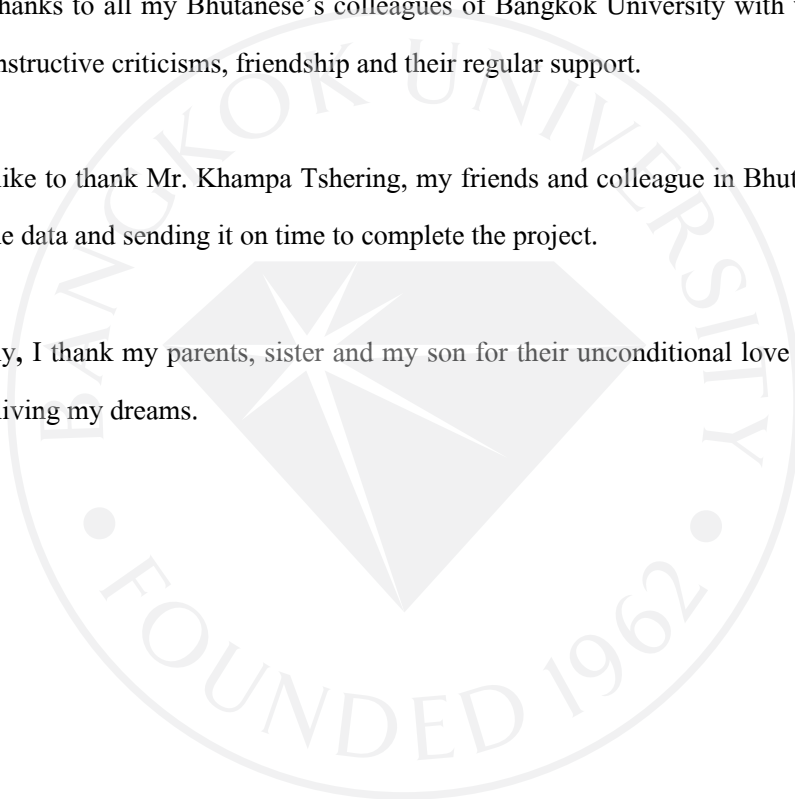 hanks to all my Bhutanese’s colleagues of Bangkok University with
nstructive criticisms, friendship and their regular support.
like to thank Mr. Khampa Tshering, my friends and colleague in Bhut
e data and sending it on time to complete the project.
y, I thank my parents, sister and my son for their unconditional love
living my dreams.
BANGKOK UNIVERSITY
FOUNDED 1962